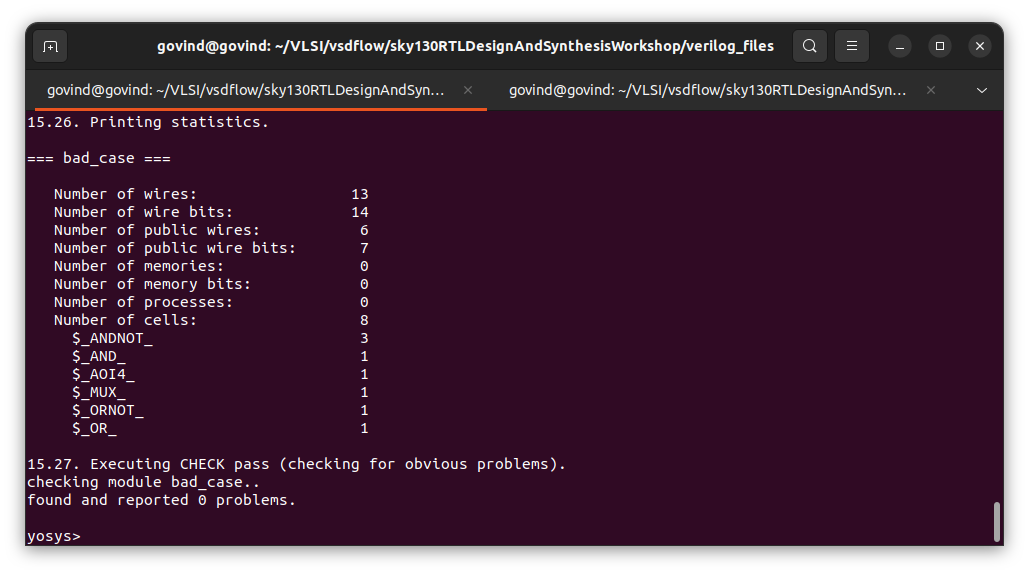 govind@govind: ~/VLSI/vsdflow/sky130RTLDesignAndSynthesisWorkshop/verilog_files
govind@govind: ~/VLSI/vsdflow/sky130RTLDesignAndSyn... govind@govind: ~/VLSI/vsdflow/sky130RTLDesignAndSyn...
15.26. Printing statistics.
=== bad_case ===
Number of wires: 13
Number of wire bits: 14
Number of public wires: 6
Number of public wire bits: 7
Number of memories: 0
Number of memory bits: 0
Number of processes: 0
Number of cells: 8
$_ANDNOT_ 3
$_AND_ 1
$_AOI4_ 1
$_MUX_ 1
$_ORNOT_ 1
$_OR_ 1
15.27. Executing CHECK pass (checking for obvious problems).
checking module bad_case..
found and reported 0 problems.
yosys>